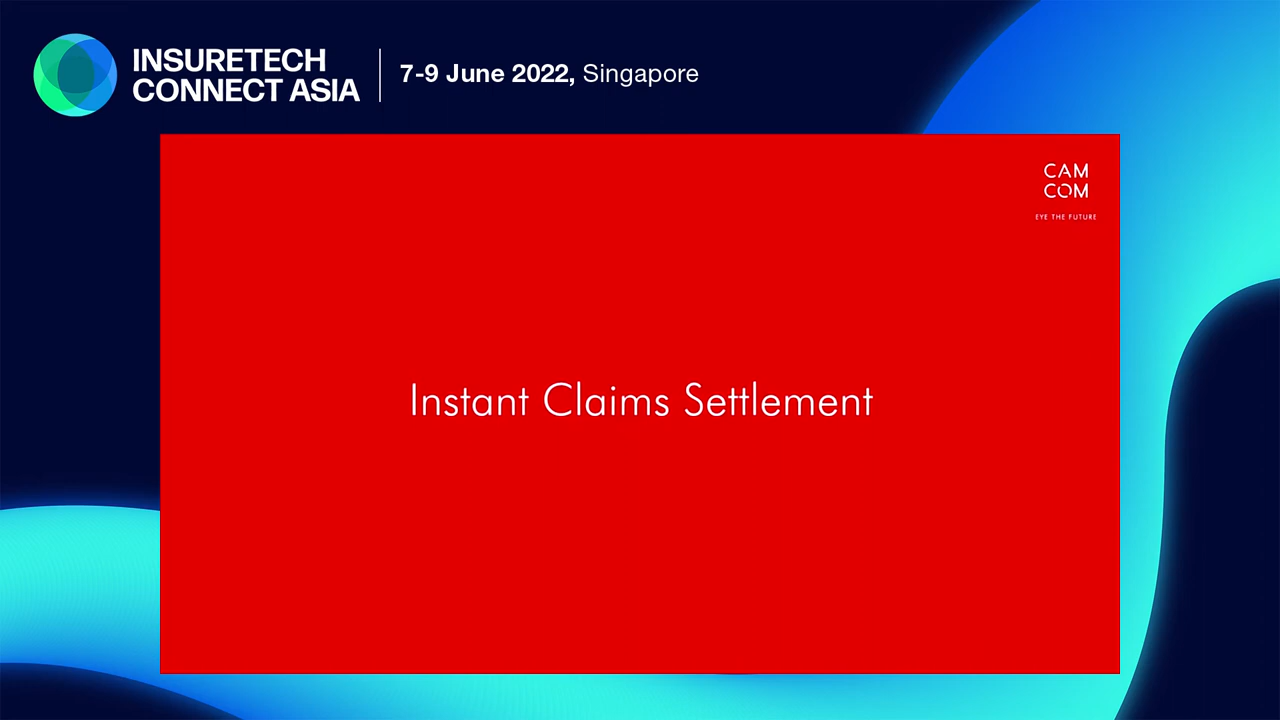 INSURETECH
CONNECT ASIA
7-9 June 2022, Singapore
CAM
COM
EYE THE FUTURE
Instant Claims Settlement